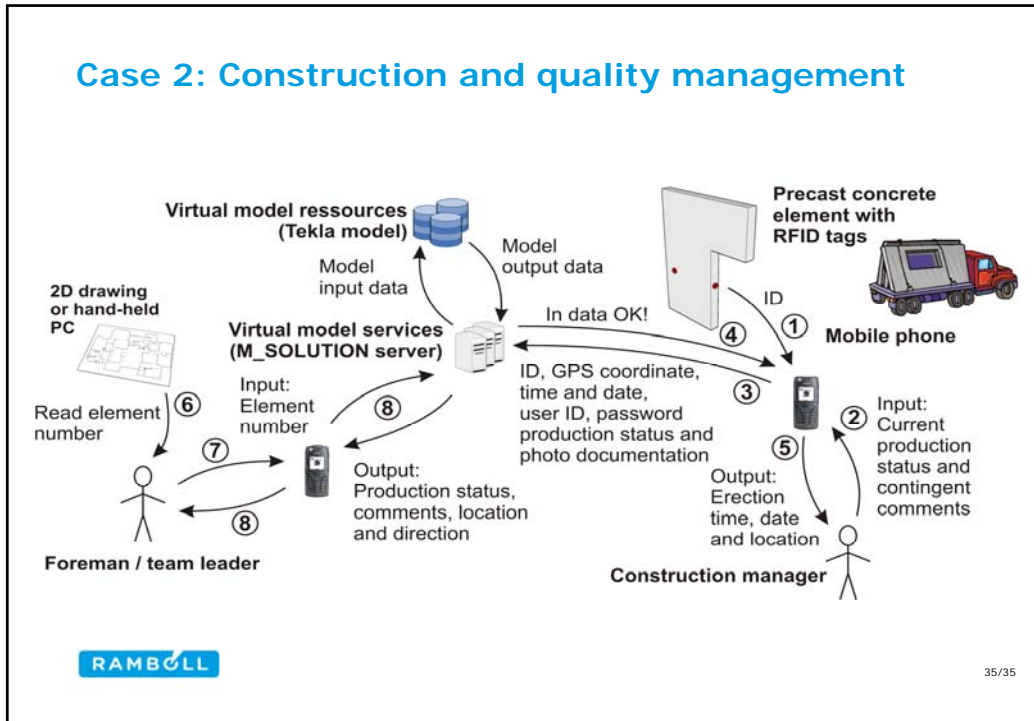 Case 2: Construction and quality management
Virtual model ressources
(Tekla model)
Model
input data
Model
output data
Precast concrete
element with
RFID tags
2D drawing
or hand-held
PC
Virtual model services
(M_SOLUTION server)
In data OK!
4
ID
1
Mobile phone
Read element
number
6
Input:
Element
number
8
ID, GPS coordinate,
time and date,
user ID, password
production status and
photo documentation
3
2
Input:
Current
production
status and
contingent
comments
7
8
Output:
Production status,
comments, location
and direction
5
Output:
Erection
time, date
and location
Foreman / team leader
Construction manager
RAMBOLL
35/35